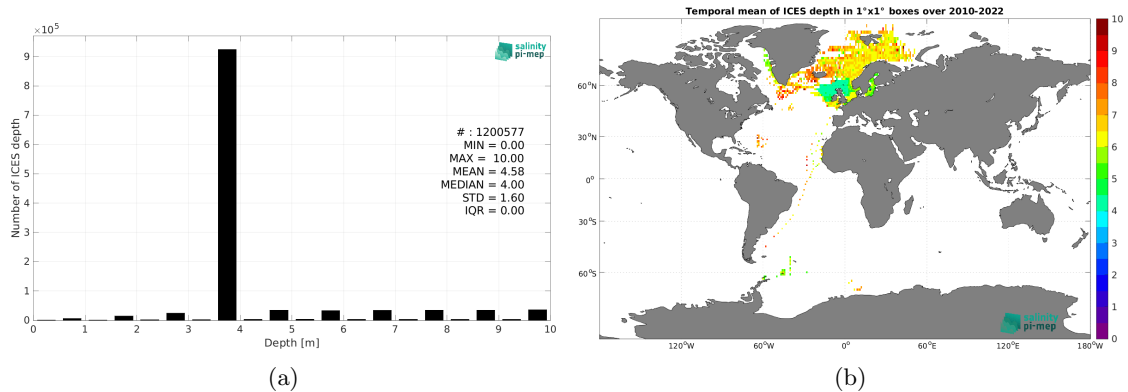 ×10⁵
9
8
7
6
5
4
3
2
1
0
Number of ICES depth
salinity
pi-mep
# : 1200577
MIN = 0.00
MAX = 10.00
MEAN = 4.58
MEDIAN = 4.00
STD = 1.60
IQR = 0.00
0 1 2 3 4 5 6 7 8 9 10
Depth [m]
(a)
Temporal mean of ICES depth in 1°x1° boxes over 2010-2022
60°N
30°N
0°
30°S
60°S
120°W 60°W 0° 60°E 120°E 180°W
salinity
pi-mep
10
9
8
7
6
5
4
3
2
1
0
(b)